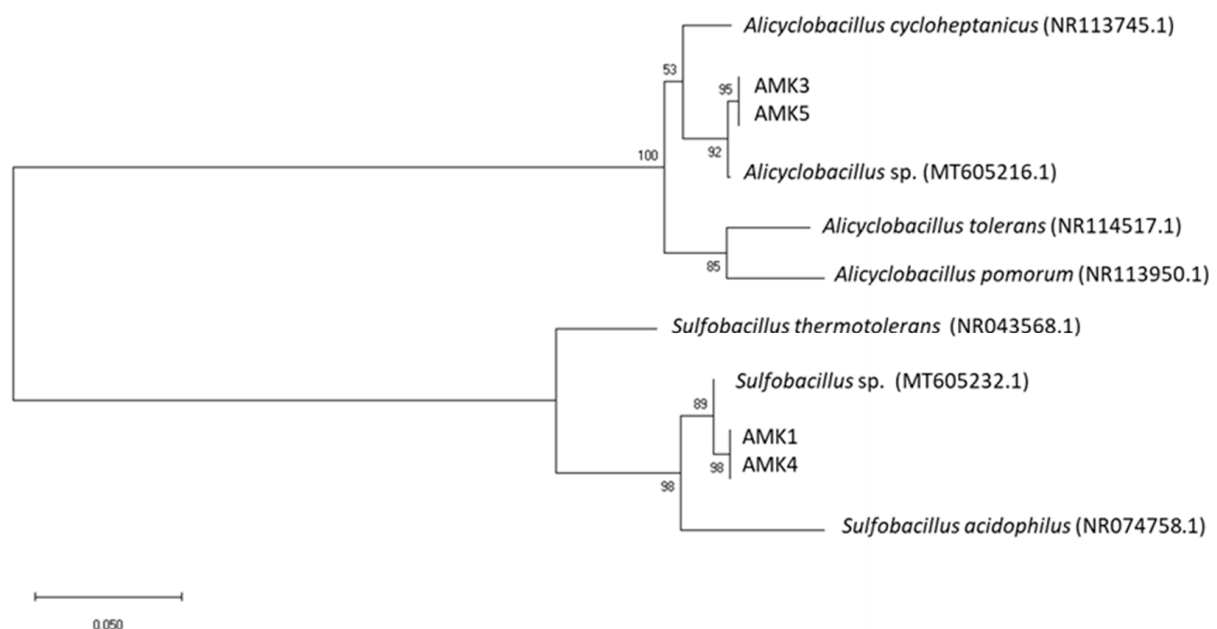 Alicyclobacillus cycloheptanicus (NR113745.1)
53
95
AMK3
AMK5
100
92
Alicyclobacillus sp. (MT605216.1)
Alicyclobacillus tolerans (NR114517.1)
85
Alicyclobacillus pomorum (NR113950.1)
Sulfobacillus thermotolerans (NR043568.1)
Sulfobacillus sp. (MT605232.1)
89
AMK1
98
AMK4
98
Sulfobacillus acidophilus (NR074758.1)
0.050